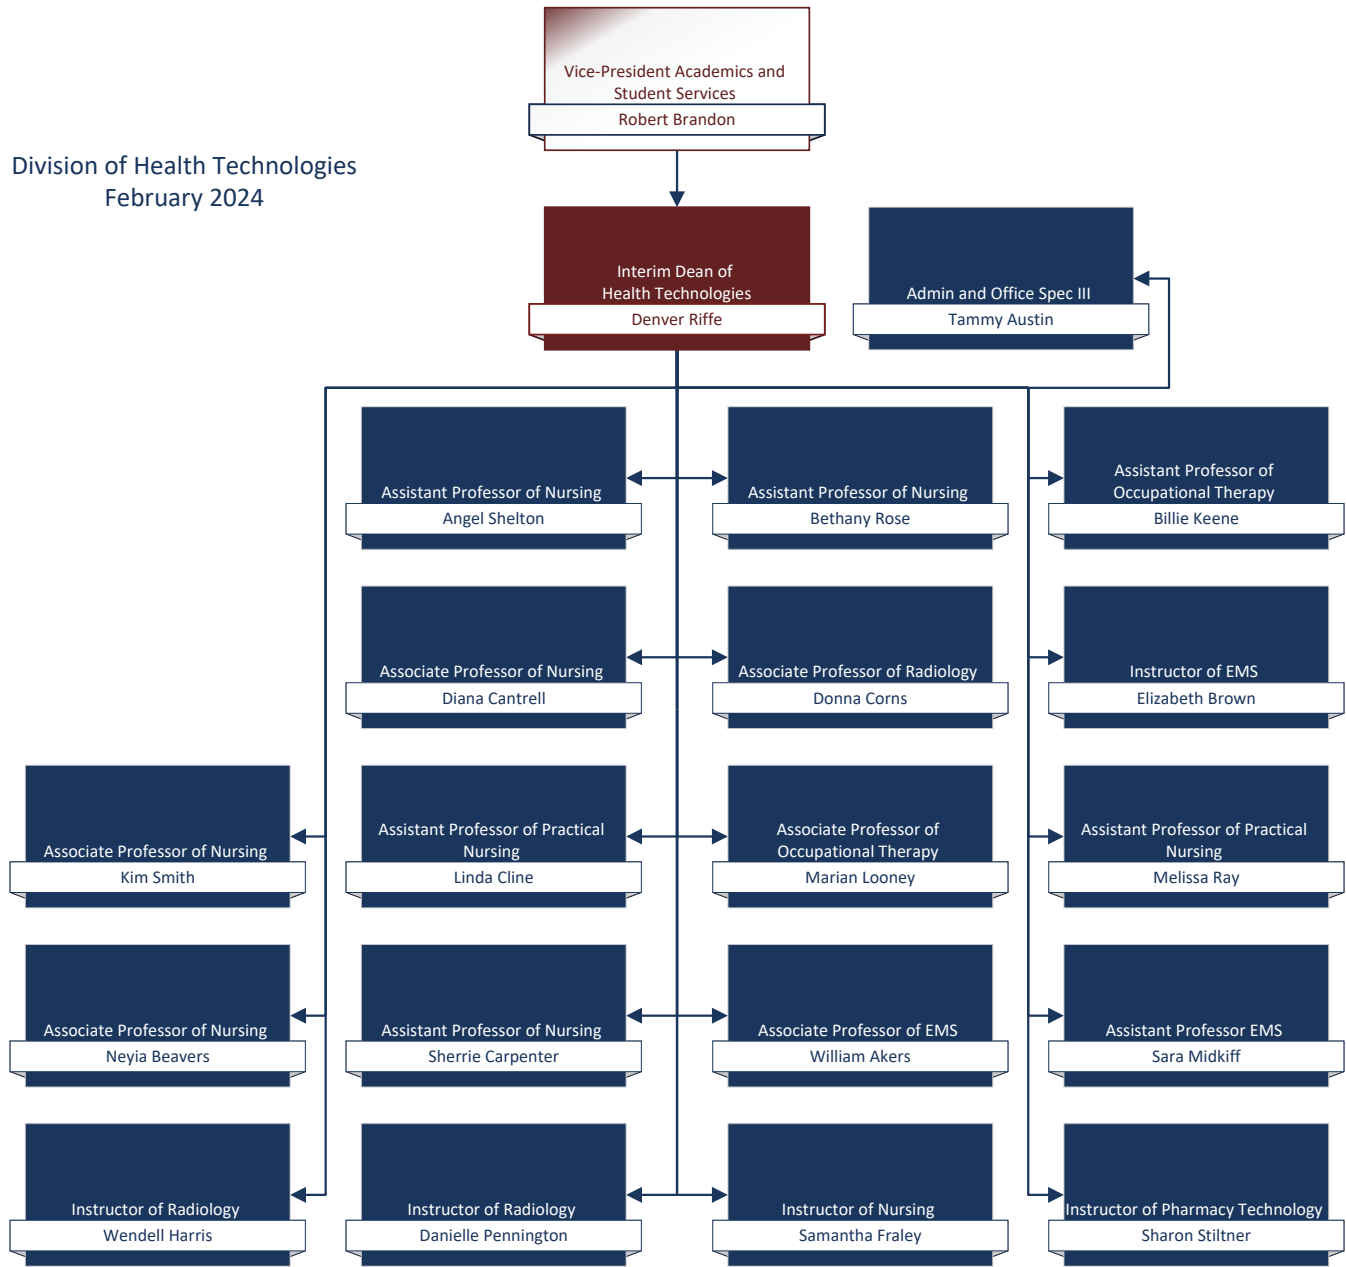 Vice-President Academics and
Student Services
Robert Brandon
Division of Health Technologies
February 2024
Interim Dean of
Health Technologies
Denver Riffe
Admin and Office Spec III
Tammy Austin
Assistant Professor of Nursing
Angel Shelton
Assistant Professor of Nursing
Bethany Rose
Assistant Professor of
Occupational Therapy
Billie Keene
Associate Professor of Nursing
Diana Cantrell
Associate Professor of Radiology
Donna Corns
Instructor of EMS
Elizabeth Brown
Associate Professor of Nursing
Kim Smith
Assistant Professor of Practical
Nursing
Linda Cline
Associate Professor of
Occupational Therapy
Marian Looney
Assistant Professor of Practical
Nursing
Melissa Ray
Associate Professor of Nursing
Neyia Beavers
Assistant Professor of Nursing
Sherrie Carpenter
Associate Professor of EMS
William Akers
Assistant Professor EMS
Sara Midkiff
Instructor of Radiology
Wendell Harris
Instructor of Radiology
Danielle Pennington
Instructor of Nursing
Samantha Fraley
Instructor of Pharmacy Technology
Sharon Stiltner